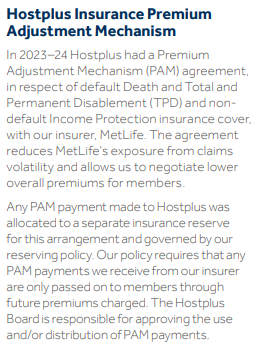 Hostplus Insurance Premium
Adjustment Mechanism
In 2023–24 Hostplus had a Premium
Adjustment Mechanism (PAM) agreement,
in respect of default Death and Total and
Permanent Disablement (TPD) and non-
default Income Protection insurance cover,
with our insurer, MetLife. The agreement
reduces MetLife's exposure from claims
volatility and allows us to negotiate lower
overall premiums for members.
Any PAM payment made to Hostplus was
allocated to a separate insurance reserve
for this arrangement and governed by our
reserving policy. Our policy requires that any
PAM payments we receive from our insurer
are only passed on to members through
future premiums charged. The Hostplus
Board is responsible for approving the use
and/or distribution of PAM payments.